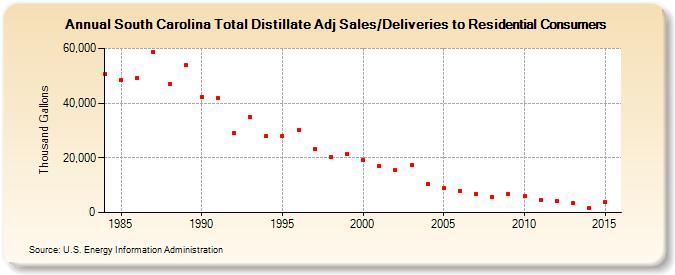 Annual South Carolina Total Distillate Adj Sales/Deliveries to Residential Consumers
Thousand Gallons
60,000
40,000
20,000
0
1985 1990 1995 2000 2005 2010 2015
Source: U.S. Energy Information Administration